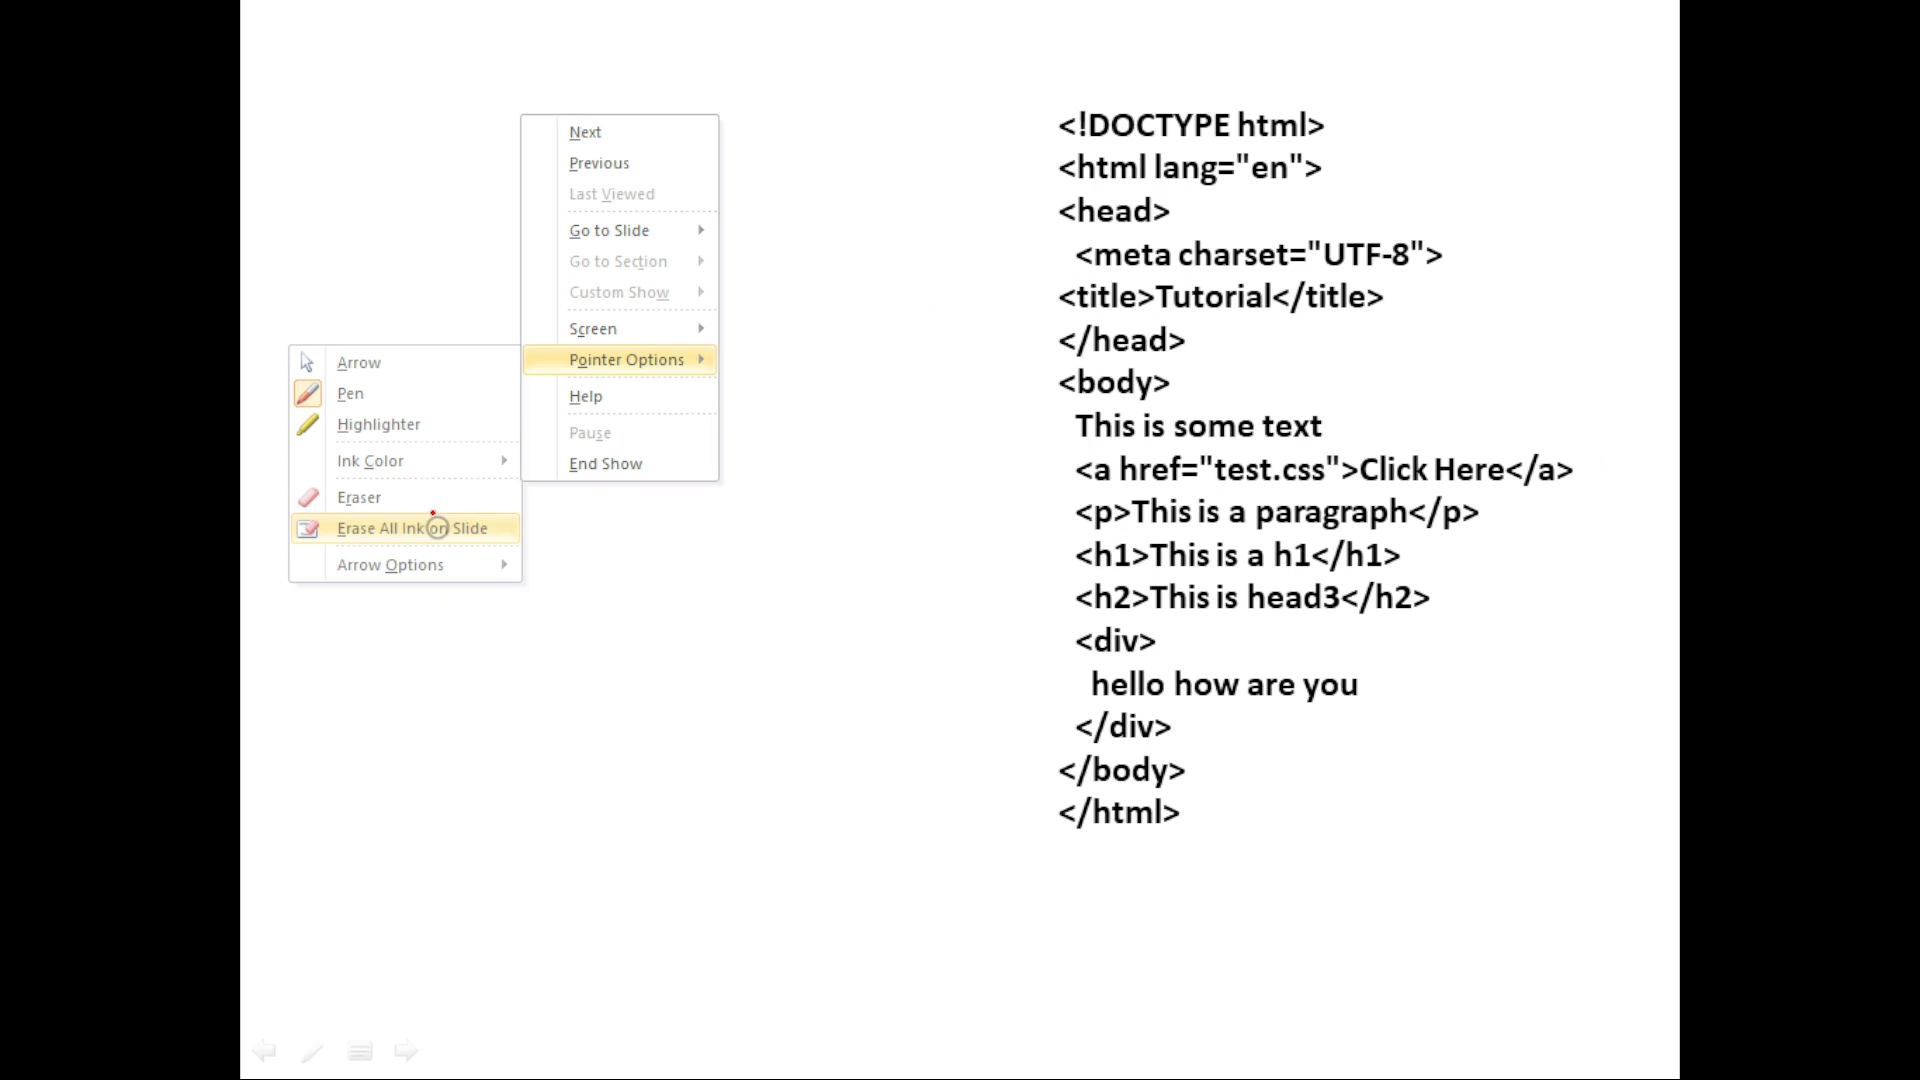 Next
Previous
Last Viewed
Go to Slide
Go to Section
Custom Show
Screen
Pointer Options
Help
Pause
End Show
Arrow
Pen
Highlighter
Ink Color
Eraser
Erase All Ink on Slide
Arrow Options
<!DOCTYPE html>
<html lang="en">
<head>
<meta charset="UTF-8">
<title>Tutorial</title>
</head>
<body>
This is some text
<a href="test.css">Click Here</a>
<p>This is a paragraph</p>
<h1>This is a h1</h1>
<h2>This is head3</h2>
<div>
hello how are you
</div>
</body>
</html>